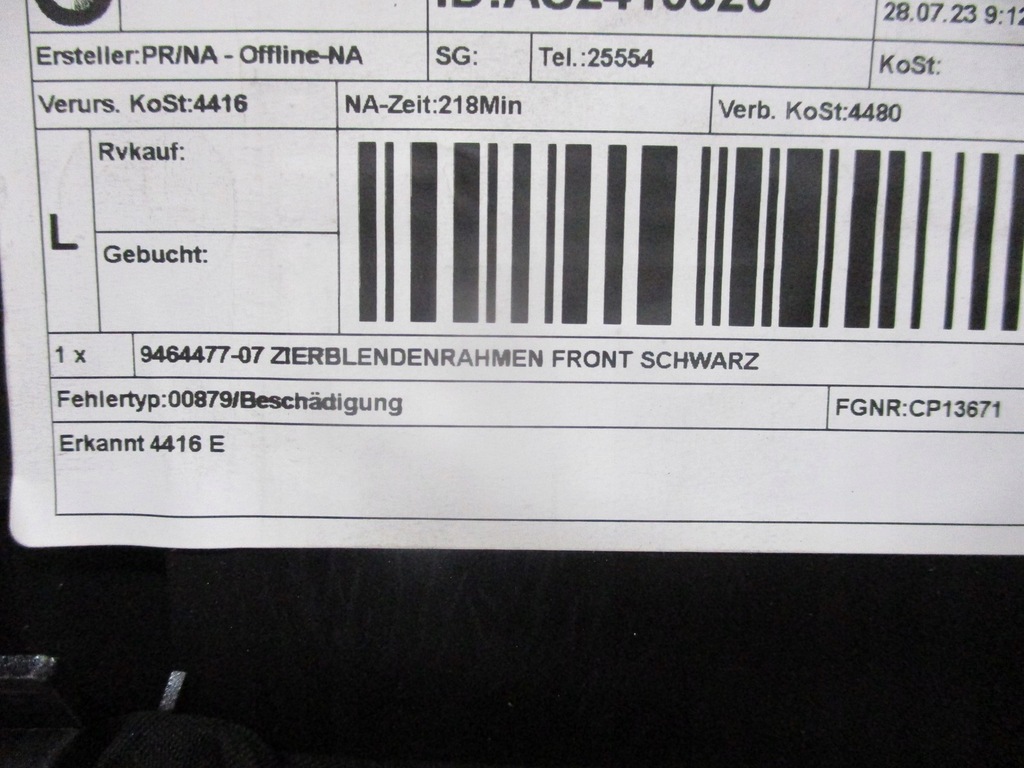 28.07.23 9:12
Ersteller:PR/NA - Offline-NA SG: Tel.:25554 KoSt:
Verurs. KoSt:4416 NA-Zeit:218Min Verb. KoSt:4480
Rvkauf:
L
Gebucht:
1 x 9464477-07 ZIERBLENDENRAHMEN FRONT SCHWARZ
Fehlertyp:00879/Beschädigung FGNR:CP13671
Erkannt 4416 E